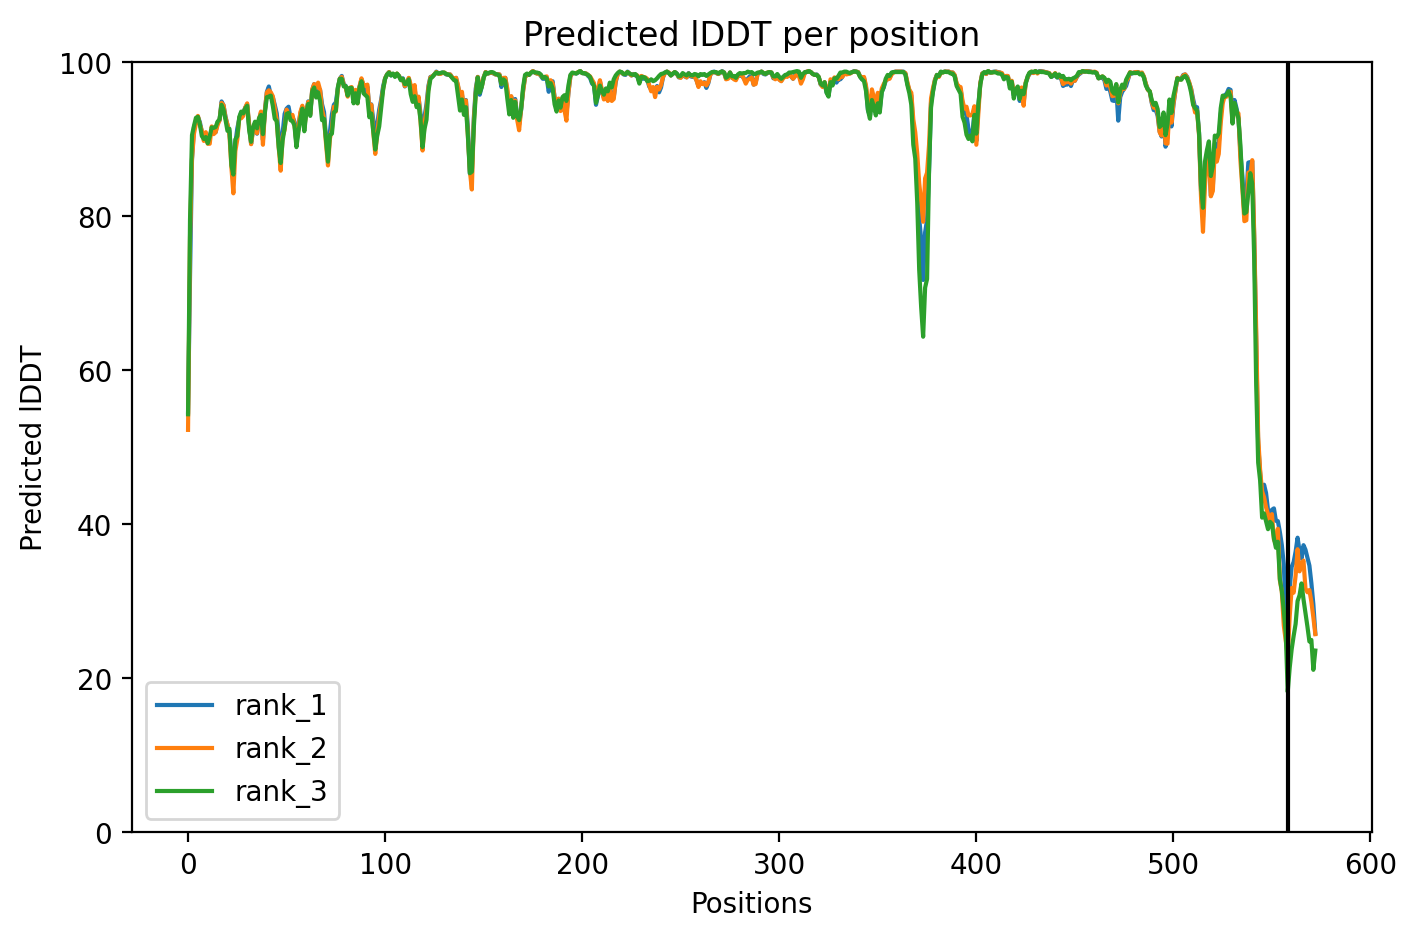 Predicted lDDT per position
100
80
60
40
20
0
Predicted lDDT
rank_1
rank_2
rank_3
0 100 200 300 400 500 600
Positions